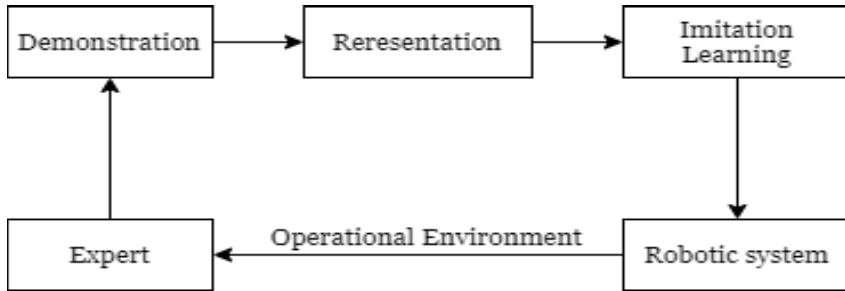 Demonstration
Reresentation
Imitation
Learning
Operational Environment
Expert
Robotic system